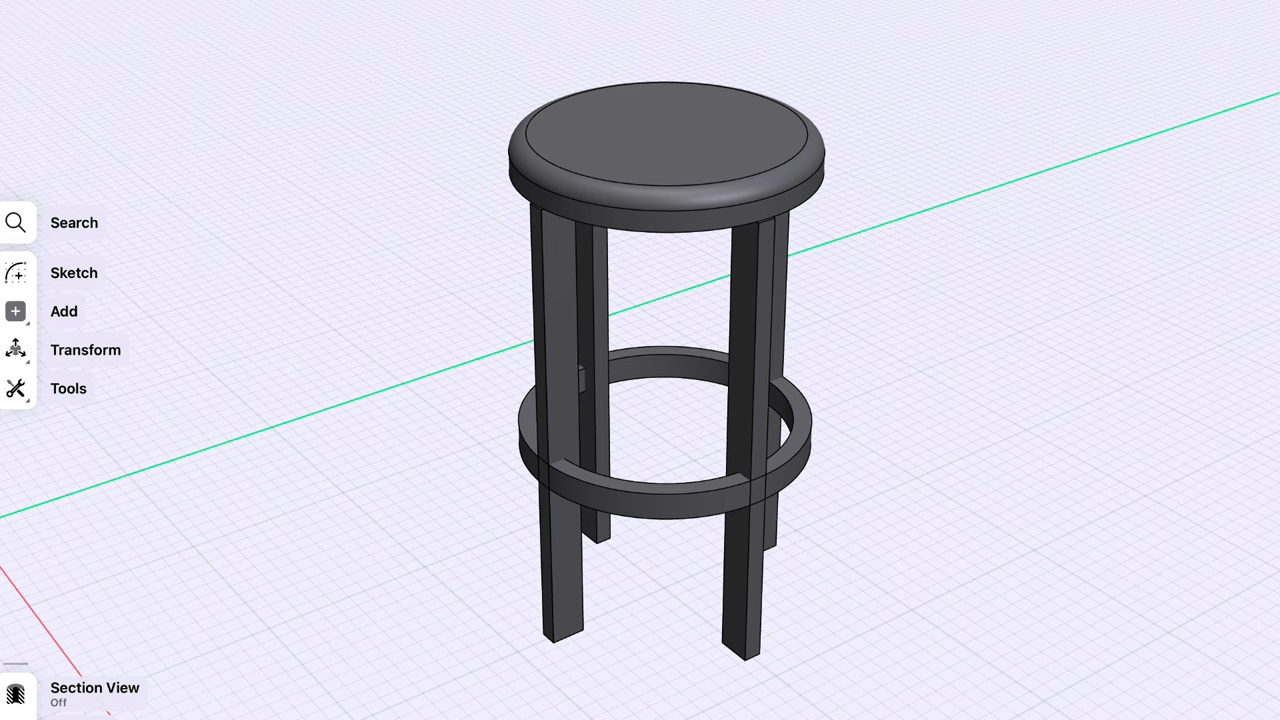 Search
Sketch
Add
Transform
Tools
Section View
Off